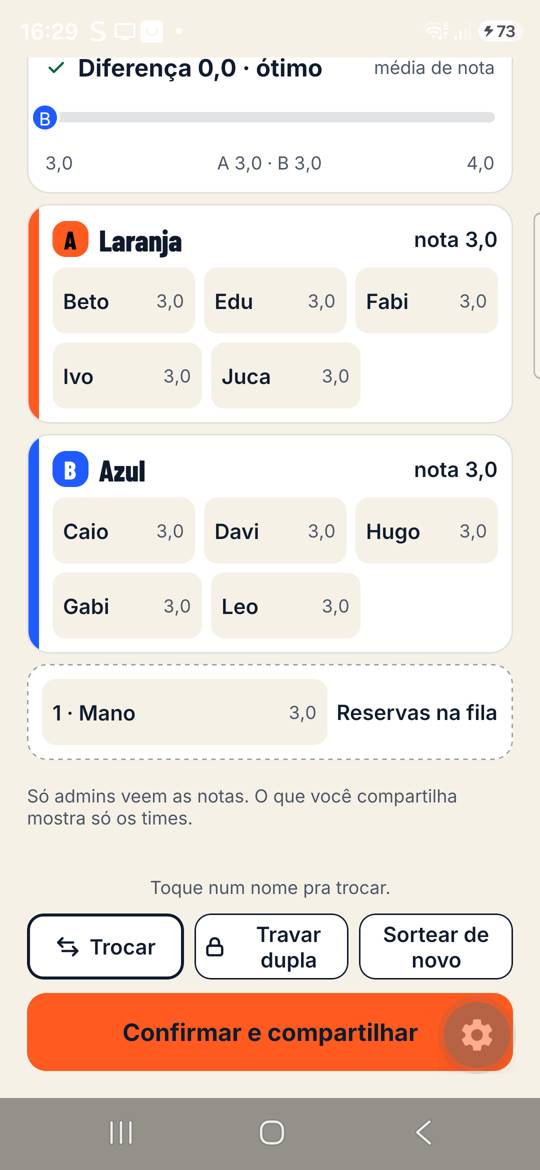 16:29
73
Diferença 0,0 · ótimo
média de nota
B
3,0
A 3,0 · B 3,0
4,0
A Laranja
nota 3,0
Beto 3,0
Edu 3,0
Fabi 3,0
Ivo 3,0
Juca 3,0
B Azul
nota 3,0
Caio 3,0
Davi 3,0
Hugo 3,0
Gabi 3,0
Leo 3,0
1 · Mano 3,0
Reservas na fila
Só admins veem as notas. O que você compartilha
mostra só os times.
Toque num nome pra trocar.
Trocar
Travar
dupla
Sortear de
novo
Confirmar e compartilhar